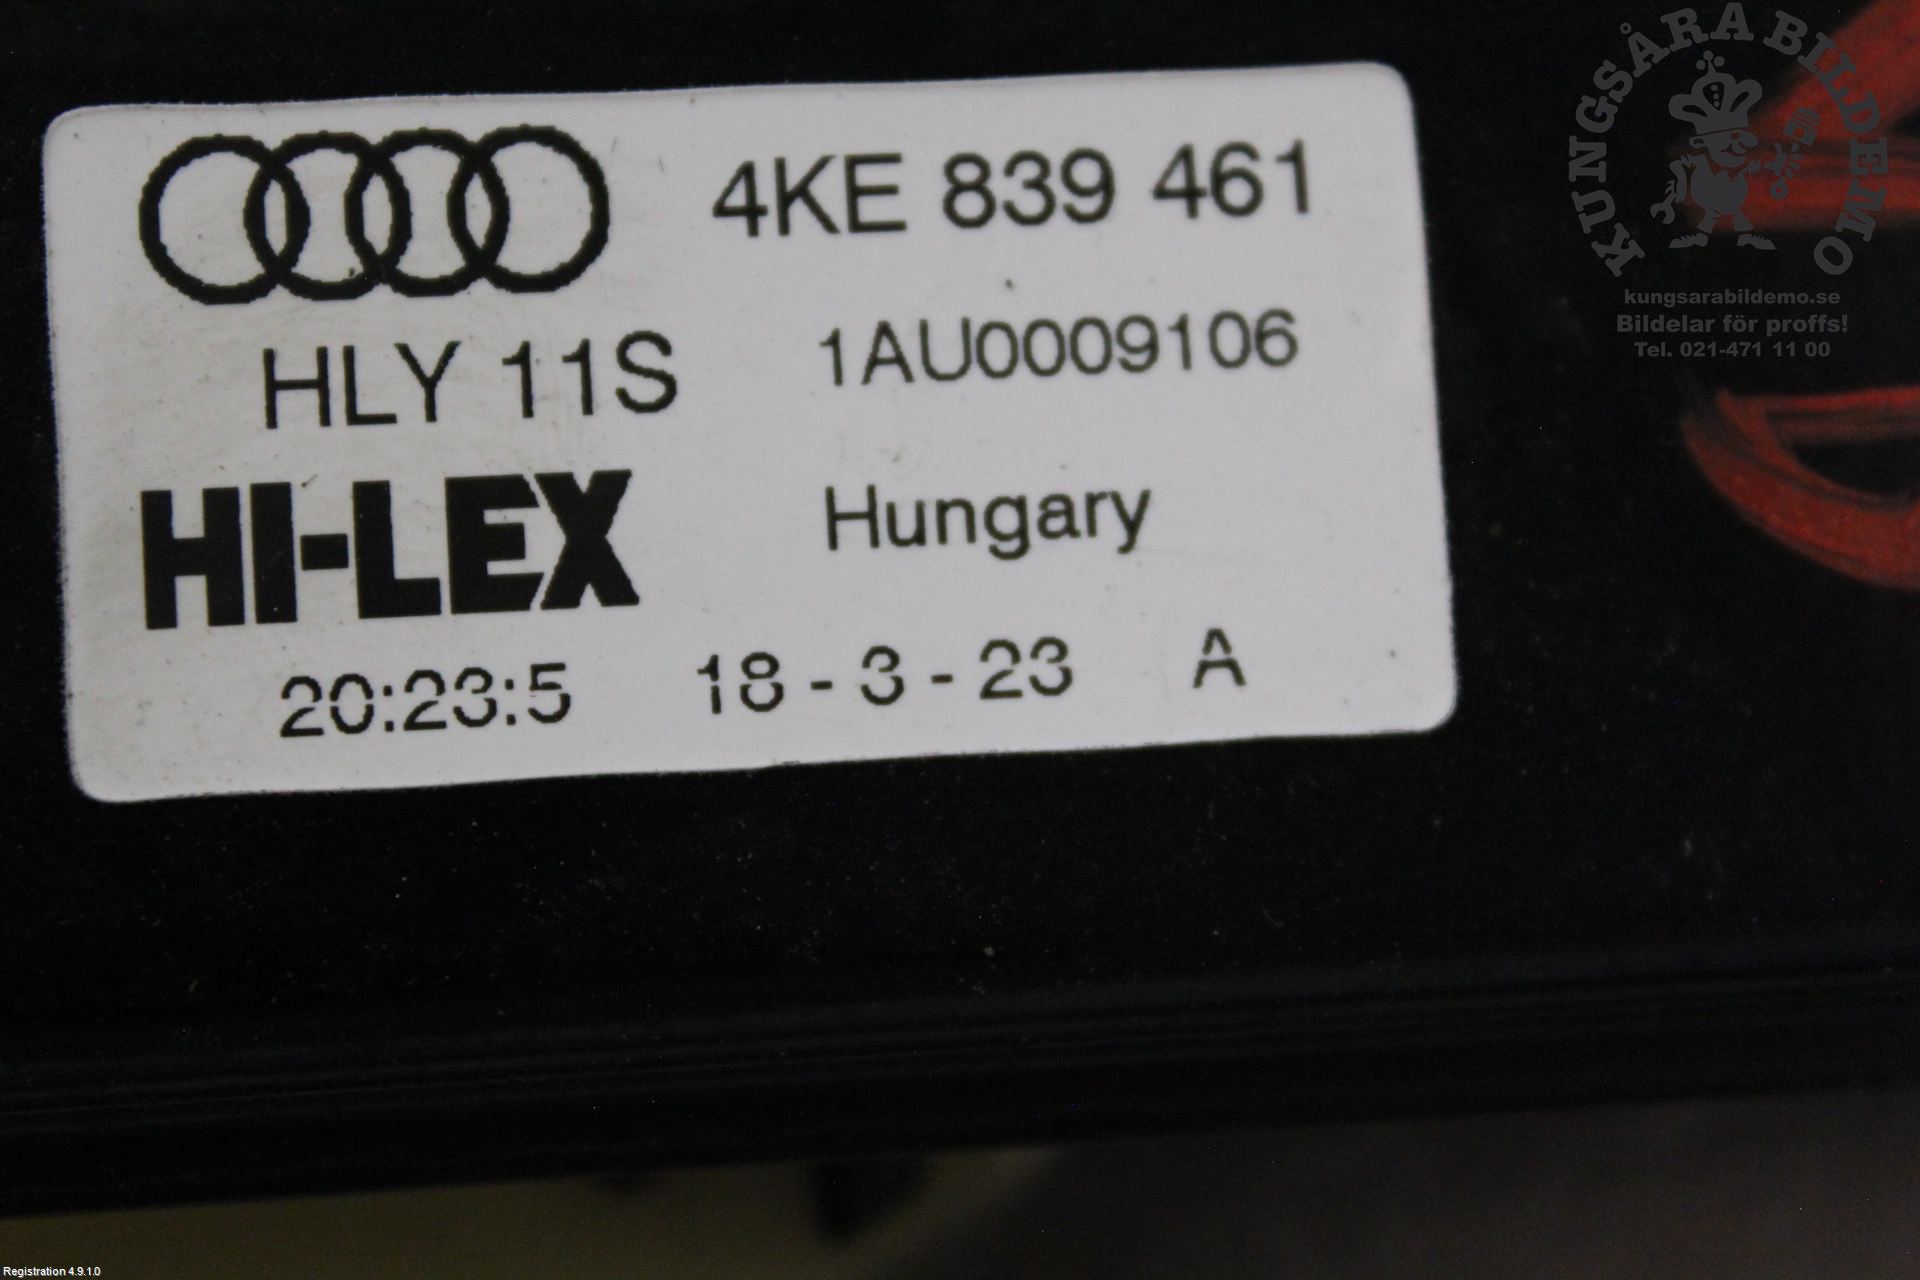 4KE 839 461
HLY 11S 1AU0009106
HI-LEX Hungary
20:23:5 18 - 3 - 23 A
KUNGSÅRA BILDEMO
kungsarabildemo.se
Bildelar för proffs!
Tel. 021-471 11 00
Registration 4.9.1.0